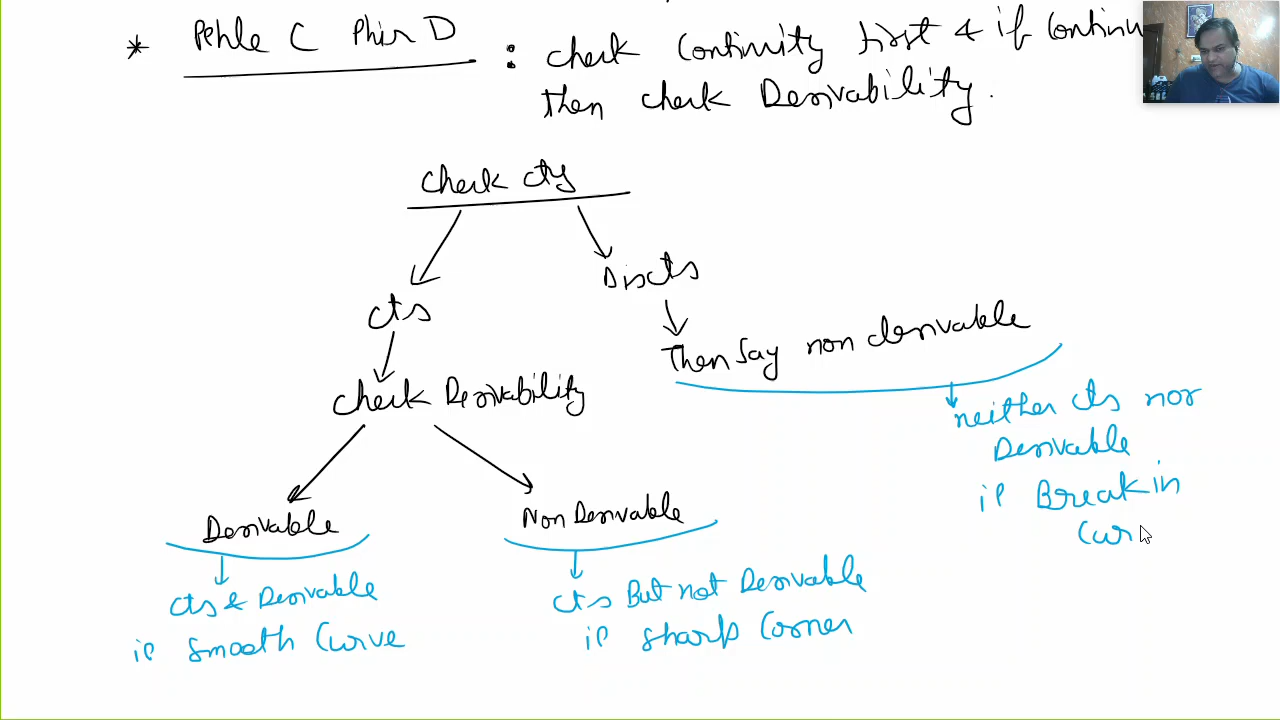 * Pehle C Phir D : check Continuity first & if Continu
then check Derivability.
Check cty
cts
Discts
Then Say non derivable
check Derivability
neither cts nor
Derivable
ie Break in
Cur
Derivable
Non Derivable
cts & Derivable
ie Smooth Curve
cts But not Derivable
ie sharp Corner